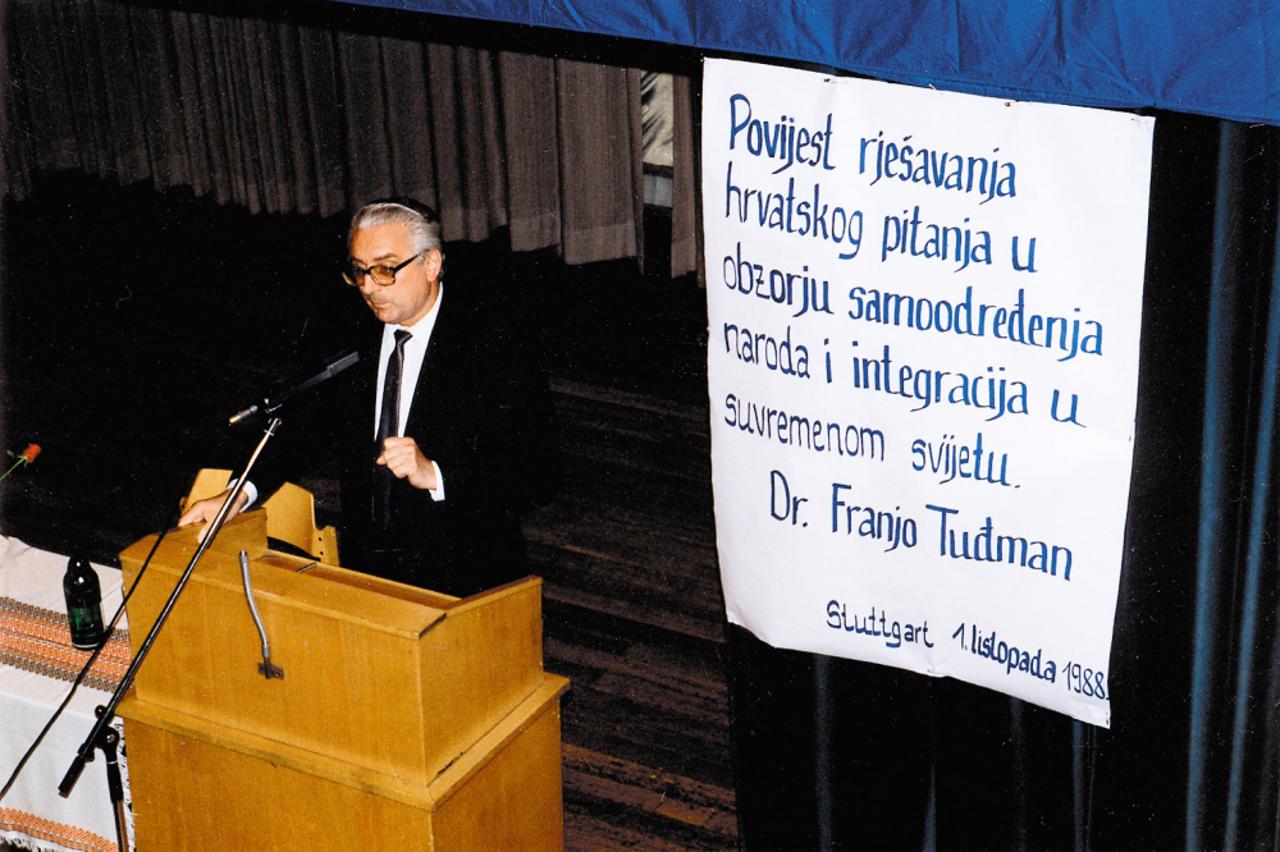 Povijest rješavanja
hrvatskog pitanja u
obzorju samoodređenja
naroda i integracija u
suvremenom svijetu.
Dr. Franjo Tuđman
Stuttgart 1. listopada 1988.